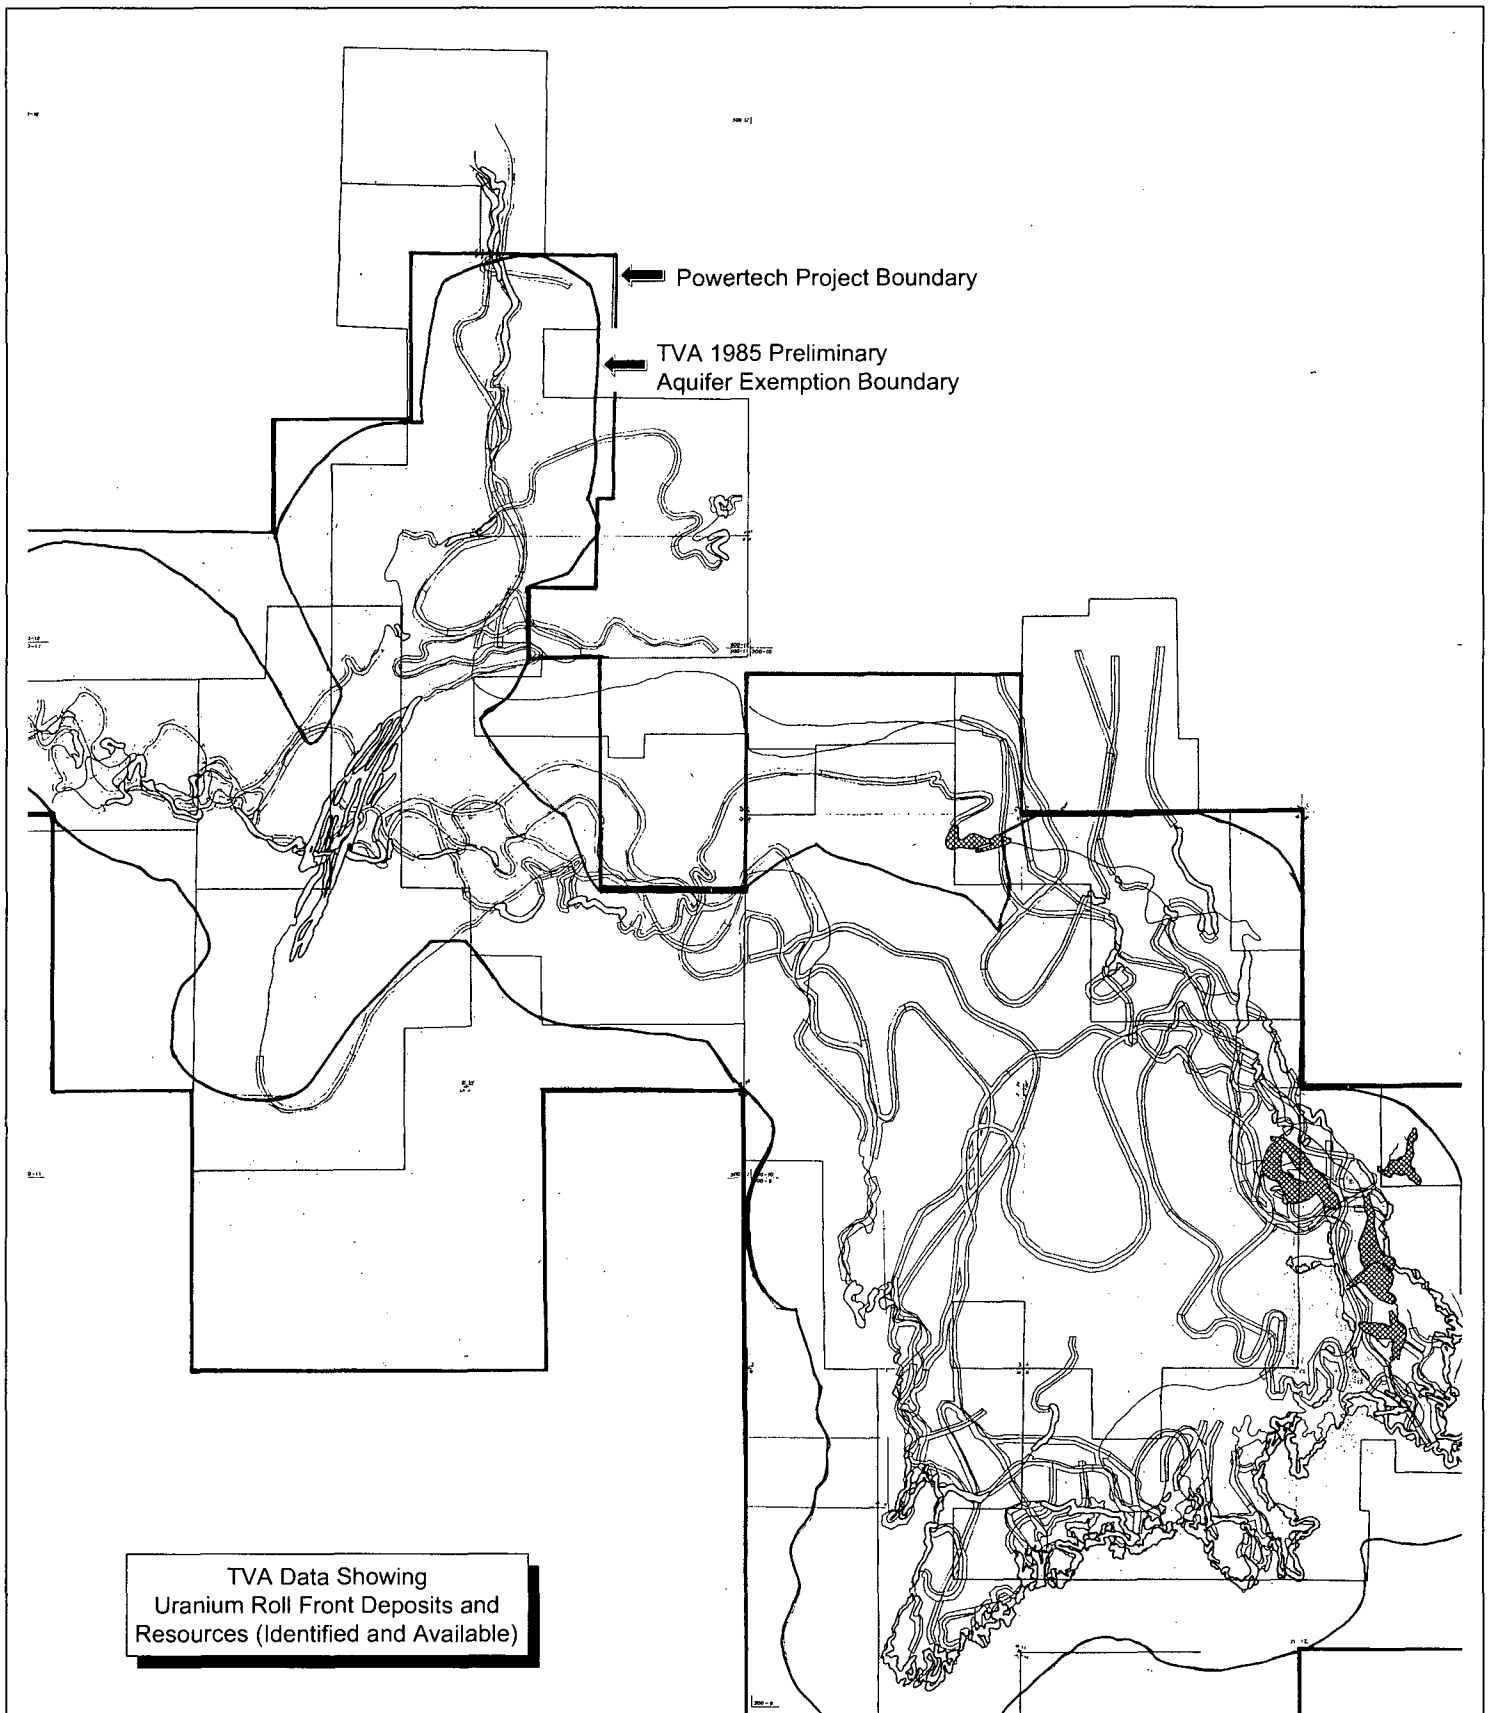 Powertech Project Boundary
TVA 1985 Preliminary
Aquifer Exemption Boundary
TVA Data Showing
Uranium Roll Front Deposits and
Resources (Identified and Available)